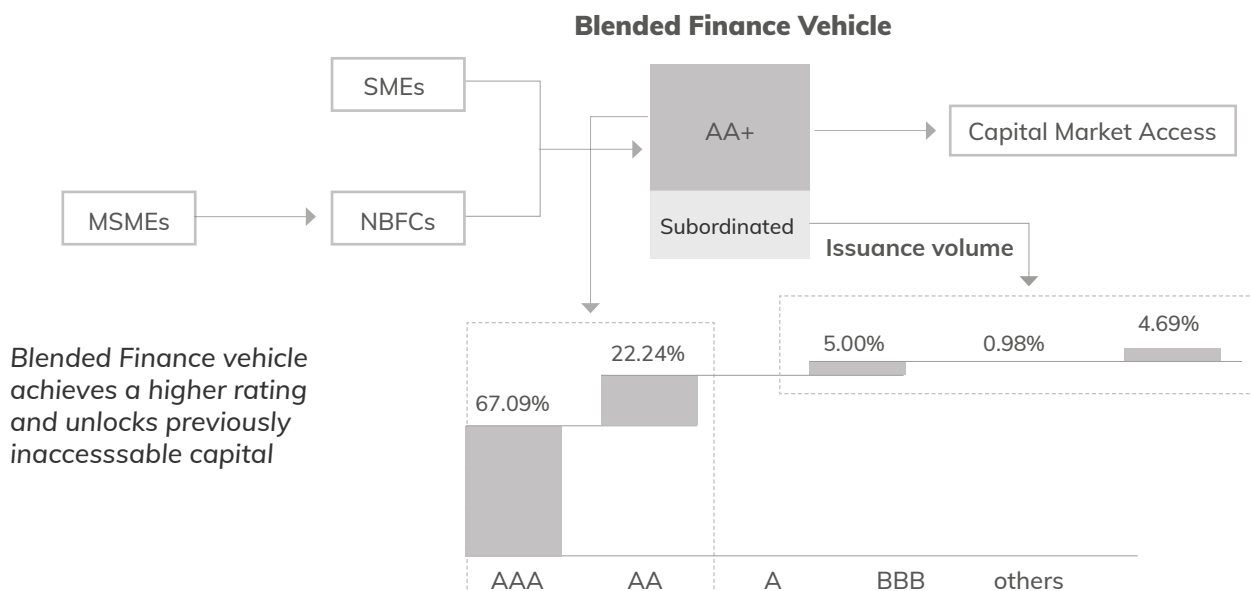 Blended Finance Vehicle
SMEs
AA+
Capital Market Access
MSMEs
NBFCs
Subordinated
Issuance volume
4.69%
5.00%
0.98%
22.24%
67.09%
Blended Finance vehicle
achieves a higher rating
and unlocks previously
inaccesssable capital
AAA
AA
A
BBB
others